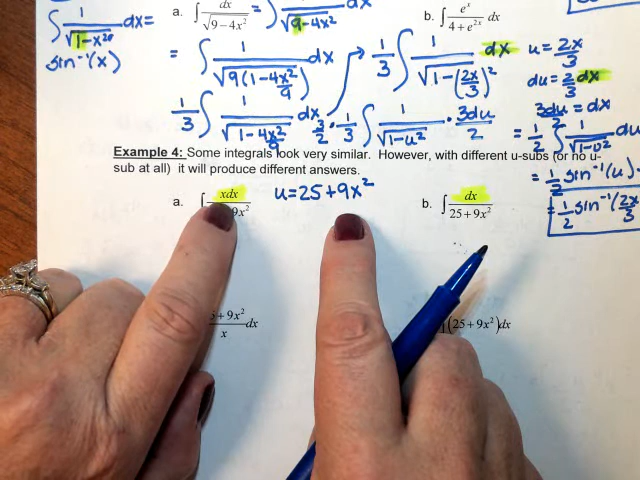 ∫ 1/√(1-x²) dx =
sin⁻¹(x)
a. ∫ dx/√(9-4x²) = ∫ dx/√(9-4x²)
b. ∫ eˣ/(4+e²ˣ) dx
= ∫ 1/√(9(1-4x²/9)) dx
1/3 ∫ 1/√(1-4x²/9) dx
1/3 ∫ 1/√(1-(2x/3)²) dx
u = 2x/3
du = 2/3 dx
3du/2 = dx
3/2 · 1/3 ∫ 1/√(1-u²) · 3du/2
= 1/2 ∫ 1/√(1-u²) du
= 1/2 sin⁻¹(u)
= 1/2 sin⁻¹(2x/3
Example 4: Some integrals look very similar. However, with different u-subs (or no u-
sub at all) it will produce different answers.
a. ∫ xdx/ 9x²
u=25+9x²
b. ∫ dx/(25+9x²)
+9x²/x dx
(25+9x²)dx